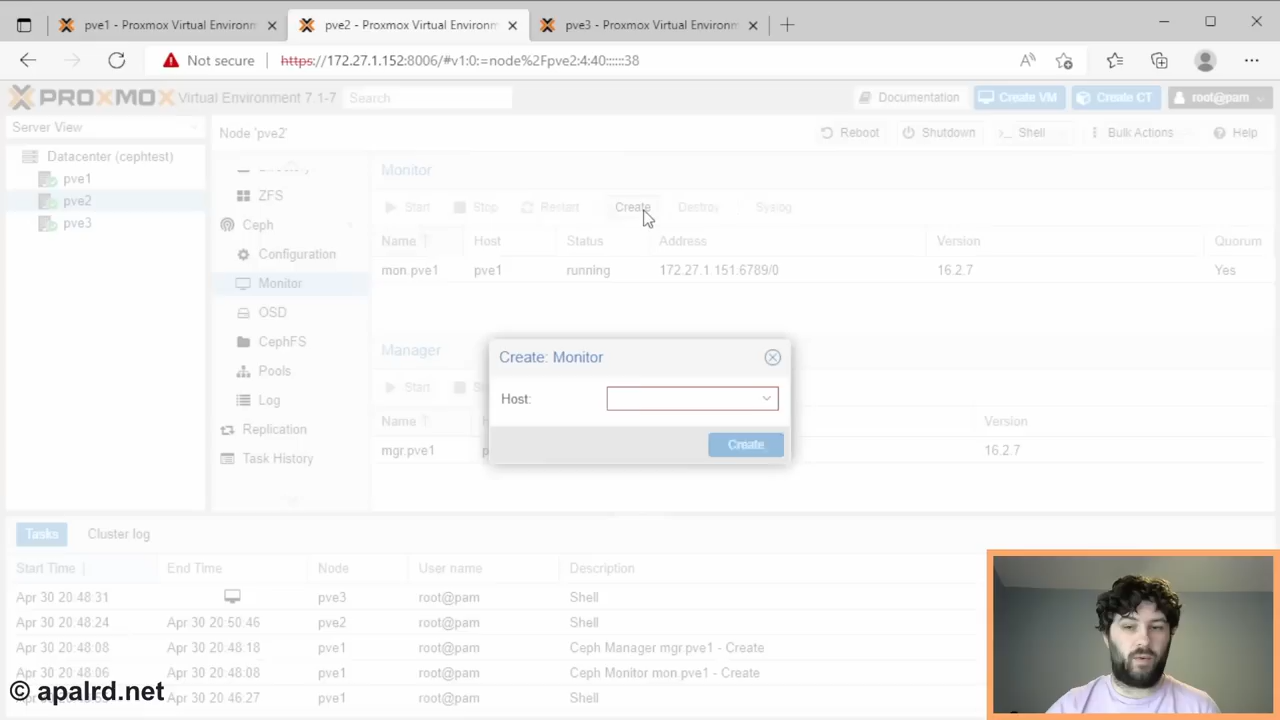 pve1 - Proxmox Virtual Environment
pve2 - Proxmox Virtual Environment
pve3 - Proxmox Virtual Environment
Not secure
https://172.27.1.152:8006/#v1:0:=node%2Fpve2:4:40::::::38
PROXMOX Virtual Environment 7.1-7
Search
Documentation
Create VM
Create CT
root@pam
Server View
Node 'pve2'
Reboot
Shutdown
Shell
Bulk Actions
Help
Datacenter (cephtest)
pve1
pve2
pve3
ZFS
Ceph
Configuration
Monitor
OSD
CephFS
Pools
Log
Replication
Task History
Monitor
Start
Stop
Restart
Create
Destroy
Syslog
Name Host Status Address Version Quorum
mon.pve1 pve1 running 172.27.1.151:6789/0 16.2.7 Yes
Manager
Start
Name Version
mgr.pve1 16.2.7
Create: Monitor
Host:
Create
Tasks
Cluster log
Start Time End Time Node User name Description
Apr 30 20:48:31 pve3 root@pam Shell
Apr 30 20:48:24 Apr 30 20:50:46 pve2 root@pam Shell
Apr 30 20:48:08 Apr 30 20:48:18 pve1 root@pam Ceph Manager mgr.pve1 - Create
Apr 30 20:48:06 Apr 30 20:48:10 pve1 root@pam Ceph Monitor mon.pve1 - Create
Apr 30 20:46:27 pve1 root@pam Shell
© apalrd.net